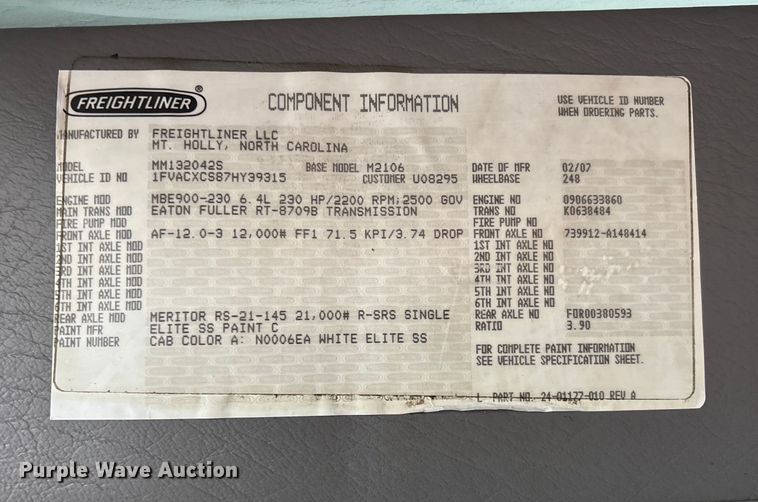 FREIGHTLINER®
COMPONENT INFORMATION
USE VEHICLE ID NUMBER
WHEN ORDERING PARTS.
MANUFACTURED BY FREIGHTLINER LLC
MT. HOLLY, NORTH CAROLINA
MODEL MM132042S BASE MODEL M2106 DATE OF MFR 02/07
VEHICLE ID NO 1FVACXCS87HY39315 CUSTOMER U08295 WHEELBASE 248
ENGINE MOD MBE900-230 6.4L 230 HP/2200 RPM;2500 GOV ENGINE NO 0906633860
MAIN TRANS MOD EATON FULLER RT-8709B TRANSMISSION TRANS NO K0638484
FIRE PUMP MOD FIRE PUMP NO
FRONT AXLE MOD AF-12.0-3 12,000# FF1 71.5 KPI/3.74 DROP FRONT AXLE NO 739912-A148414
1ST INT AXLE MOD 1ST INT AXLE NO
2ND INT AXLE MOD 2ND INT AXLE NO
3RD INT AXLE MOD 3RD INT AXLE NO
4TH INT AXLE MOD 4TH INT AXLE NO
5TH INT AXLE MOD 5TH INT AXLE NO
6TH INT AXLE MOD 6TH INT AXLE NO
REAR AXLE MOD MERITOR RS-21-145 21,000# R-SRS SINGLE REAR AXLE NO FOR00380593
PAINT MFR ELITE SS PAINT C RATIO 3.90
PAINT NUMBER CAB COLOR A: N0006EA WHITE ELITE SS
FOR COMPLETE PAINT INFORMATION
SEE VEHICLE SPECIFICATION SHEET.
PART NO. 24-01177-010 REV A
Purple Wave Auction